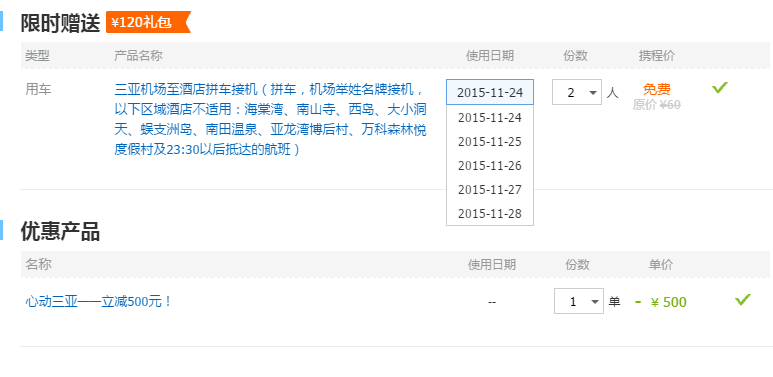 限时赠送 ¥120礼包
类型 产品名称 使用日期 份数 携程价
用车 三亚机场至酒店拼车接机（拼车，机场举姓名牌接机， 2015-11-24 2 人 免费
以下区域酒店不适用：海棠湾、南山寺、西岛、大小洞 原价 ¥60
天、蜈支洲岛、南田温泉、亚龙湾博后村、万科森林悦 2015-11-24
度假村及23:30以后抵达的航班） 2015-11-25
2015-11-26
2015-11-27
2015-11-28
优惠产品
名称 使用日期 份数 单价
心动三亚——立减500元！ -- 1 单 - ¥ 500